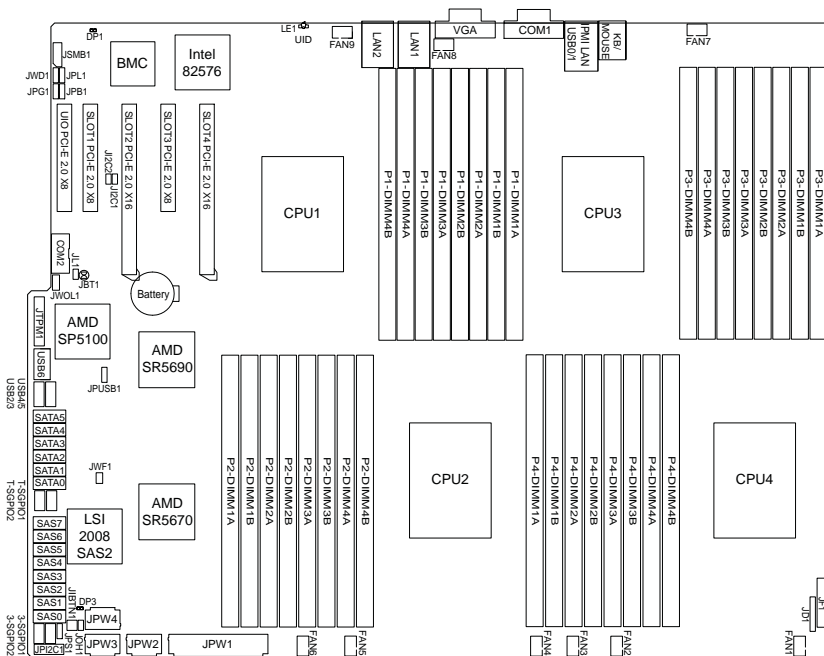 LE1
UID
DP1
FAN9
LAN2
LAN1
VGA
FAN8
COM1
IPMI LAN
USB0/1
KB/
MOUSE
FAN7
JSMB1
BMC
Intel
82576
JWD1
JPL1
JPG1
JPB1
UIO PCI-E 2.0 X8
SLOT1 PCI-E 2.0 X8
SLOT2 PCI-E 2.0 X16
SLOT3 PCI-E 2.0 X8
SLOT4 PCI-E 2.0 X16
JI2C2
JI2C1
CPU1
P1-DIMM4B
P1-DIMM4A
P1-DIMM3B
P1-DIMM3A
P1-DIMM2B
P1-DIMM2A
P1-DIMM1B
P1-DIMM1A
CPU3
P3-DIMM4B
P3-DIMM4A
P3-DIMM3B
P3-DIMM3A
P3-DIMM2B
P3-DIMM2A
P3-DIMM1B
P3-DIMM1A
COM2
JL1
JBT1
JWOL1
Battery
JTPM1
AMD
SP5100
AMD
SR5690
USB6
JPUSB1
USB4/5
USB2/3
SATA5
SATA4
SATA3
SATA2
SATA1
SATA0
JWF1
T-SGPIO1
T-SGPIO2
AMD
SR5670
LSI
2008
SAS2
SAS7
SAS6
SAS5
SAS4
SAS3
SAS2
SAS1
SAS0
P2-DIMM1A
P2-DIMM1B
P2-DIMM2A
P2-DIMM2B
P2-DIMM3A
P2-DIMM3B
P2-DIMM4A
P2-DIMM4B
CPU2
P4-DIMM1A
P4-DIMM1B
P4-DIMM2A
P4-DIMM2B
P4-DIMM3A
P4-DIMM3B
P4-DIMM4A
P4-DIMM4B
CPU4
JIBTN1
DP3
JPW4
3-SGPIO1
3-SGPIO2
JPI2C1
JPS1
JOH1
JPW3
JPW2
JPW1
FAN6
FAN5
FAN4
FAN3
FAN2
JD1
JF1
FAN1